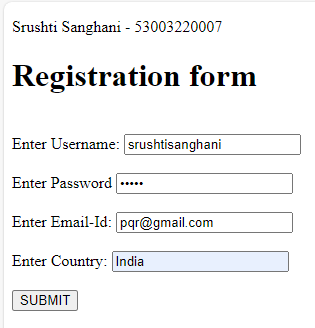 Srushti Sanghani - 53003220007
Registration form
Enter Username: srushtisanghani
Enter Password •••••
Enter Email-Id: pqr@gmail.com
Enter Country: India
SUBMIT